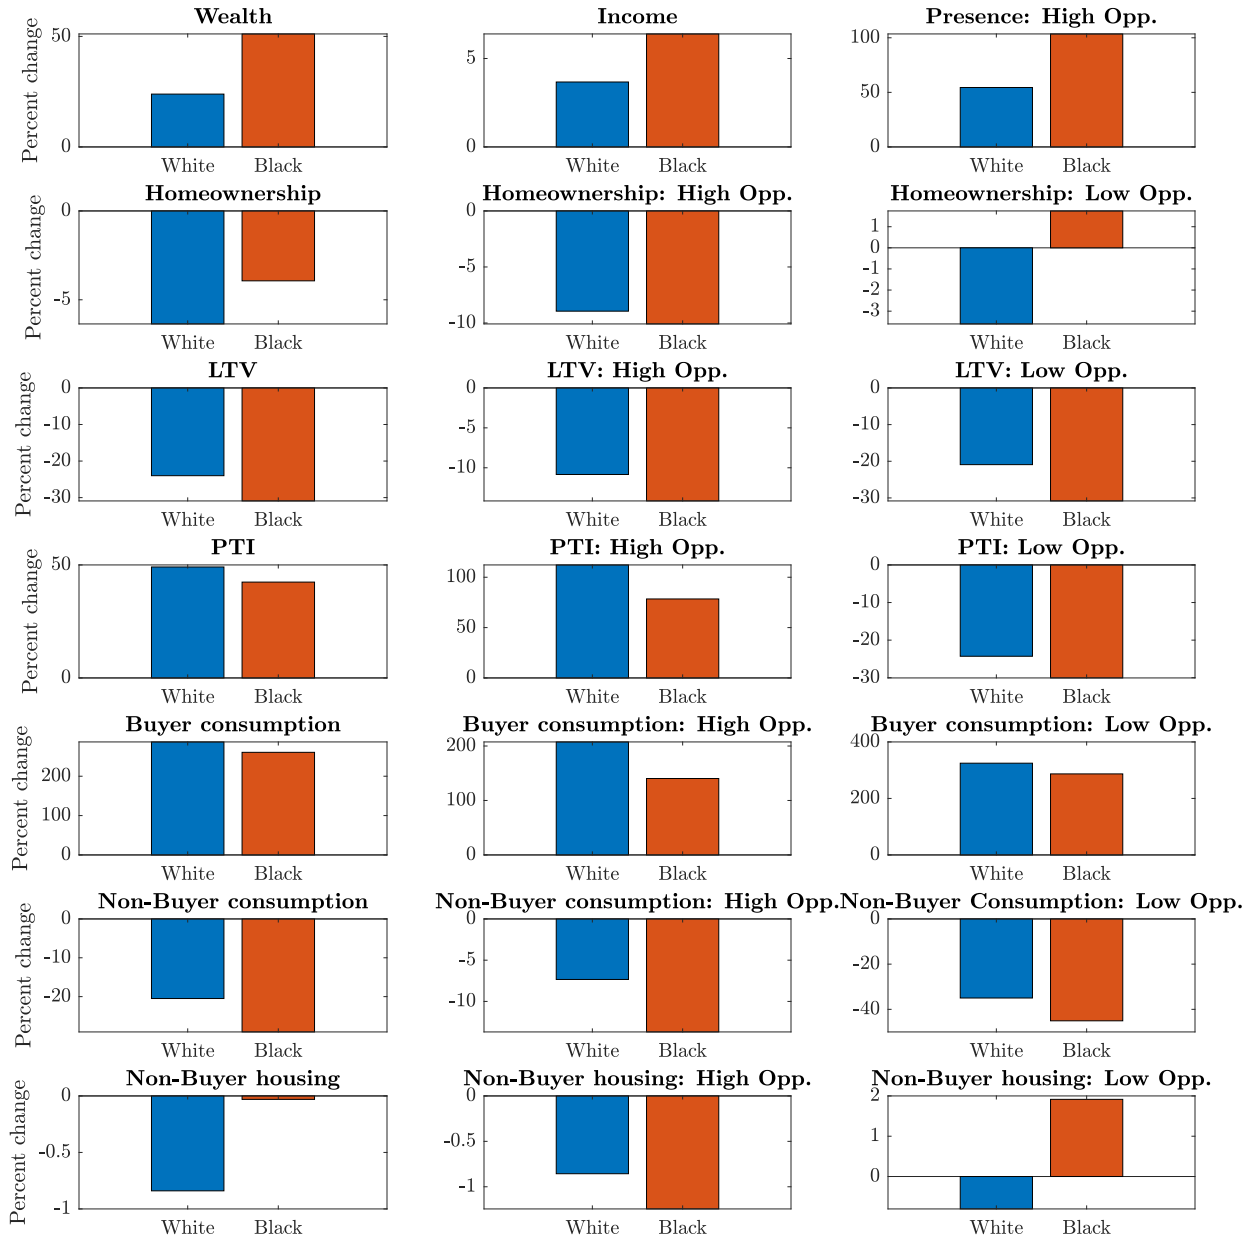 Wealth
Percent change
50
0
White Black
Income
5
0
White Black
Presence: High Opp.
100
50
0
White Black
Homeownership
Percent change
0
-5
White Black
Homeownership: High Opp.
0
-5
-10
White Black
Homeownership: Low Opp.
1
0
-1
-2
-3
White Black
LTV
Percent change
0
-10
-20
-30
White Black
LTV: High Opp.
0
-5
-10
White Black
LTV: Low Opp.
0
-10
-20
-30
White Black
PTI
Percent change
50
0
White Black
PTI: High Opp.
100
50
0
White Black
PTI: Low Opp.
0
-10
-20
-30
White Black
Buyer consumption
Percent change
200
100
0
White Black
Buyer consumption: High Opp.
200
100
0
White Black
Buyer consumption: Low Opp.
400
200
0
White Black
Non-Buyer consumption
Percent change
0
-10
-20
White Black
Non-Buyer consumption: High Opp.
0
-5
-10
White Black
Non-Buyer Consumption: Low Opp.
0
-20
-40
White Black
Non-Buyer housing
Percent change
0
-0.5
-1
White Black
Non-Buyer housing: High Opp.
0
-0.5
-1
White Black
Non-Buyer housing: Low Opp.
2
1
0
White Black